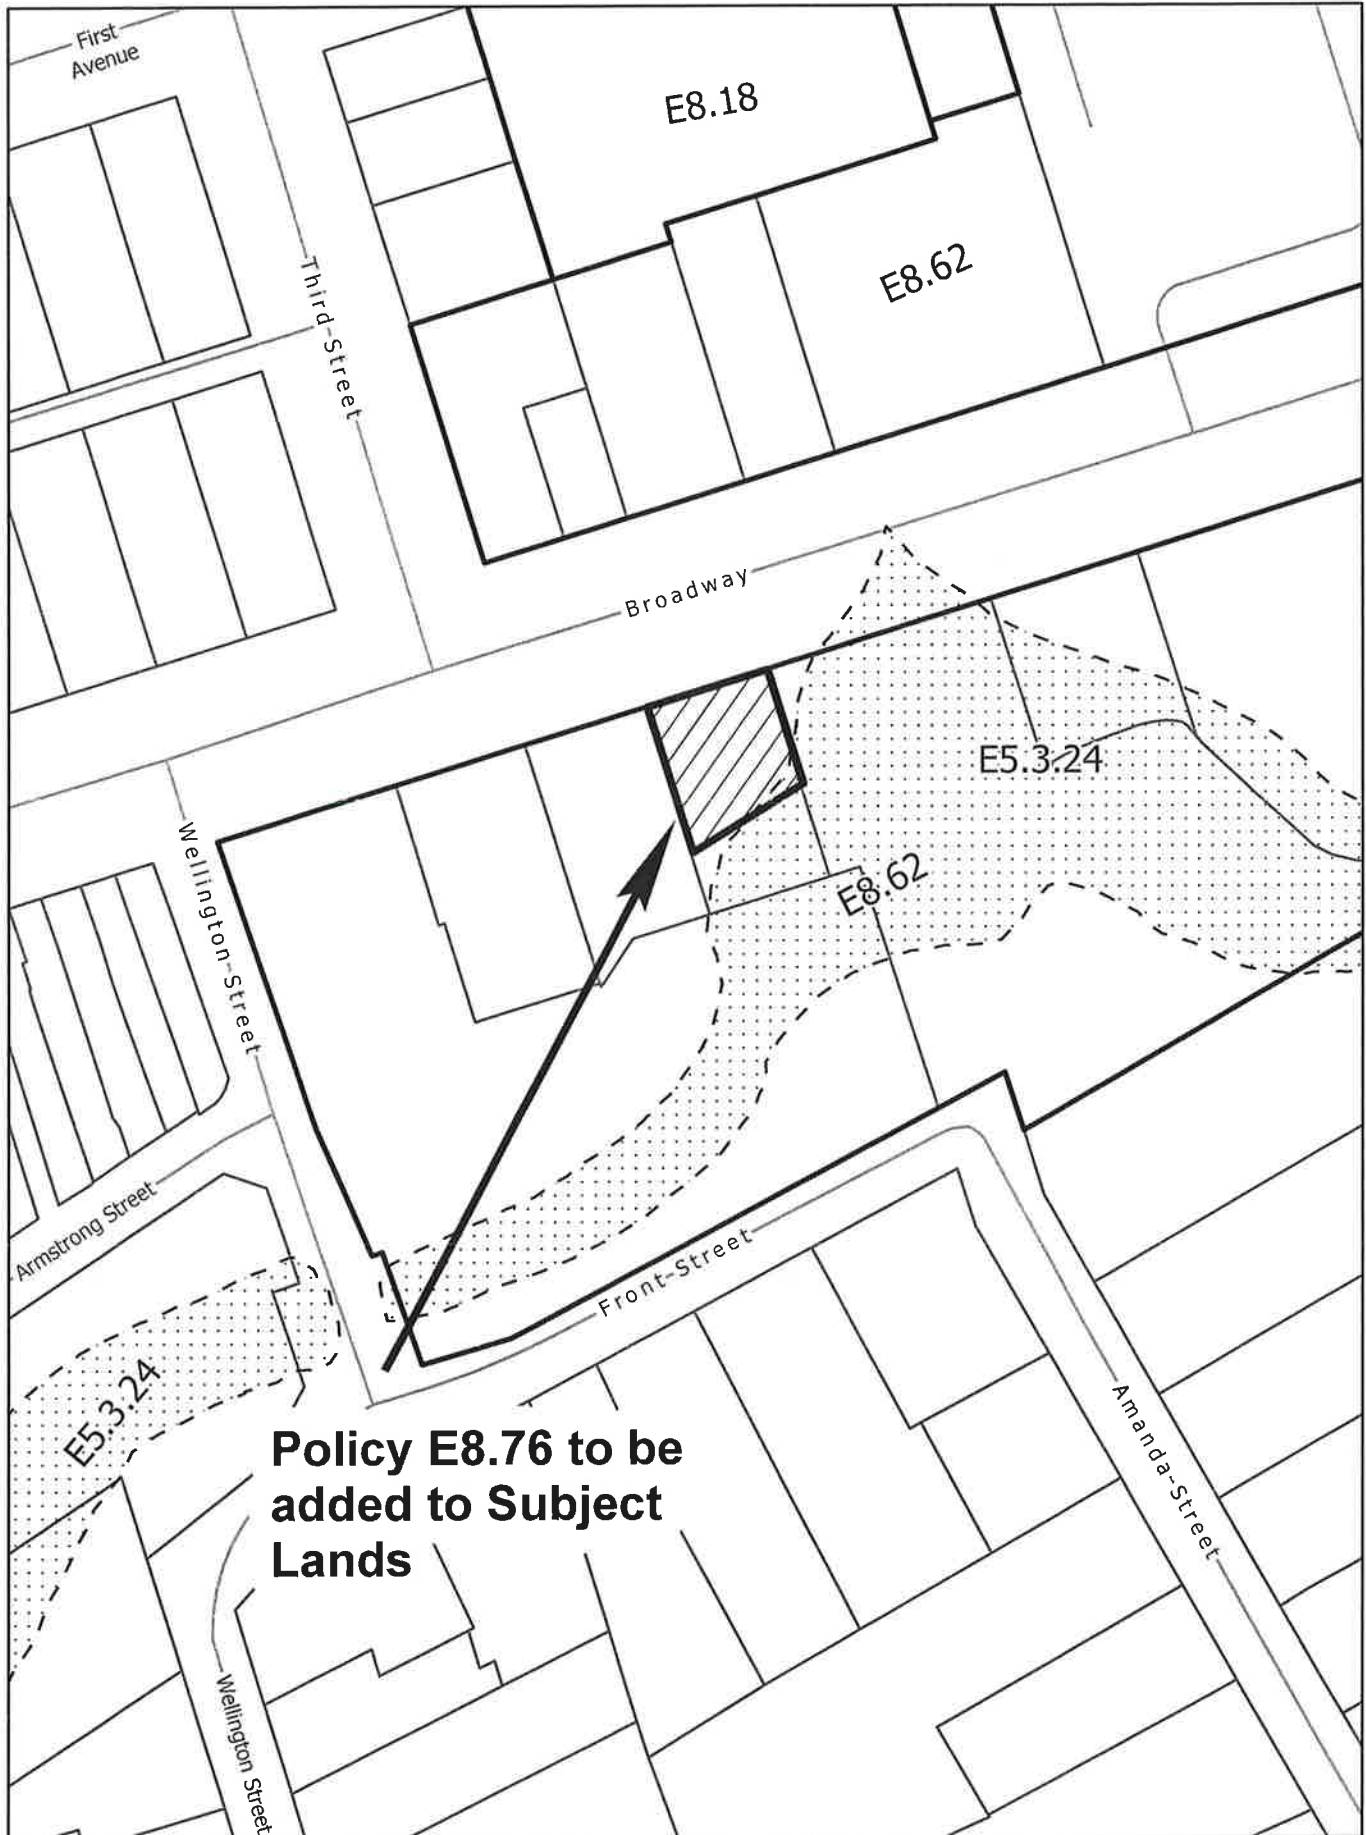 First
Avenue
E8.18
E8.62
Third Street
Broadway
E5.3.24
E8.62
Wellington Street
Armstrong Street
Front Street
E5.3.24
Amanda Street
Policy E8.76 to be
added to Subject
Lands
Wellington Street